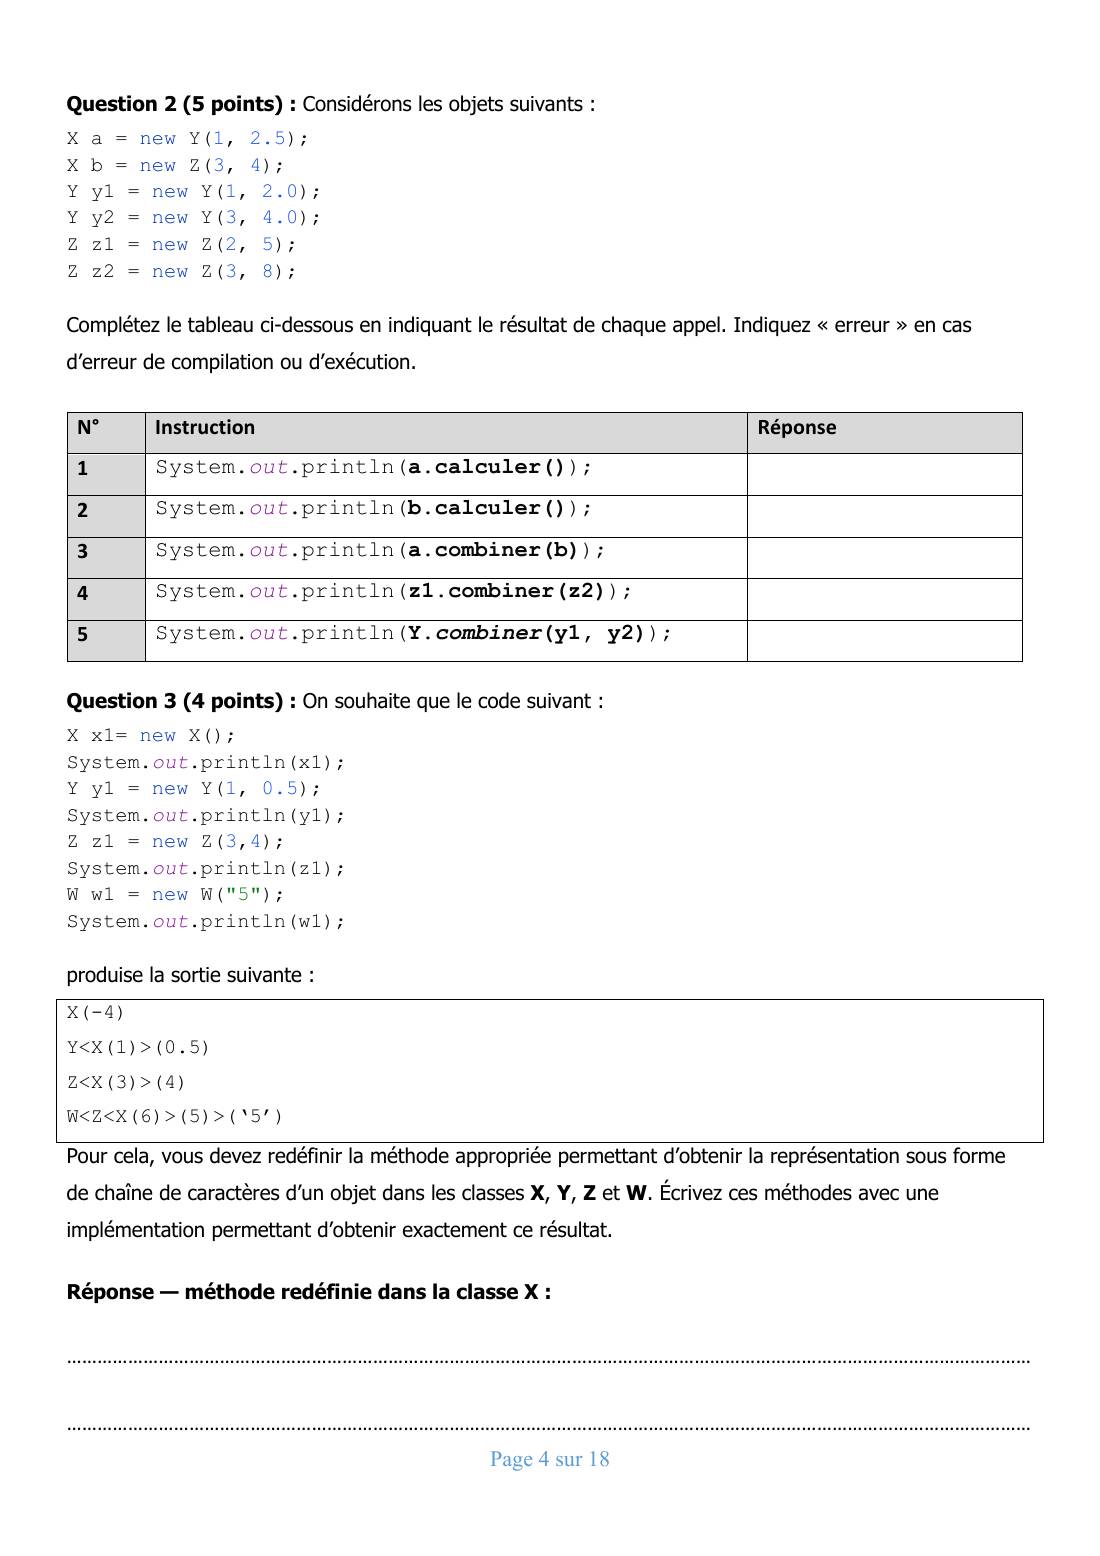 Question 2 (5 points) : Considérons les objets suivants :
X a = new Y(1, 2.5);
X b = new Z(3, 4);
Y y1 = new Y(1, 2.0);
Y y2 = new Y(3, 4.0);
Z z1 = new Z(2, 5);
Z z2 = new Z(3, 8);
Complétez le tableau ci-dessous en indiquant le résultat de chaque appel. Indiquez « erreur » en cas
d’erreur de compilation ou d’exécution.
N° Instruction Réponse
1 System.out.println(a.calculer());
2 System.out.println(b.calculer());
3 System.out.println(a.combiner(b));
4 System.out.println(z1.combiner(z2));
5 System.out.println(Y.combiner(y1, y2));
Question 3 (4 points) : On souhaite que le code suivant :
X x1= new X();
System.out.println(x1);
Y y1 = new Y(1, 0.5);
System.out.println(y1);
Z z1 = new Z(3,4);
System.out.println(z1);
W w1 = new W("5");
System.out.println(w1);
produise la sortie suivante :
X(-4)
Y<X(1)>(0.5)
Z<X(3)>(4)
W<Z<X(6)>(5)>(‘5’)
Pour cela, vous devez redéfinir la méthode appropriée permettant d’obtenir la représentation sous forme
de chaîne de caractères d’un objet dans les classes X, Y, Z et W. Écrivez ces méthodes avec une
implémentation permettant d’obtenir exactement ce résultat.
Réponse — méthode redéfinie dans la classe X :
………………………………………………………………………………………………………………………………………………………………………
………………………………………………………………………………………………………………………………………………………………………
Page 4 sur 18